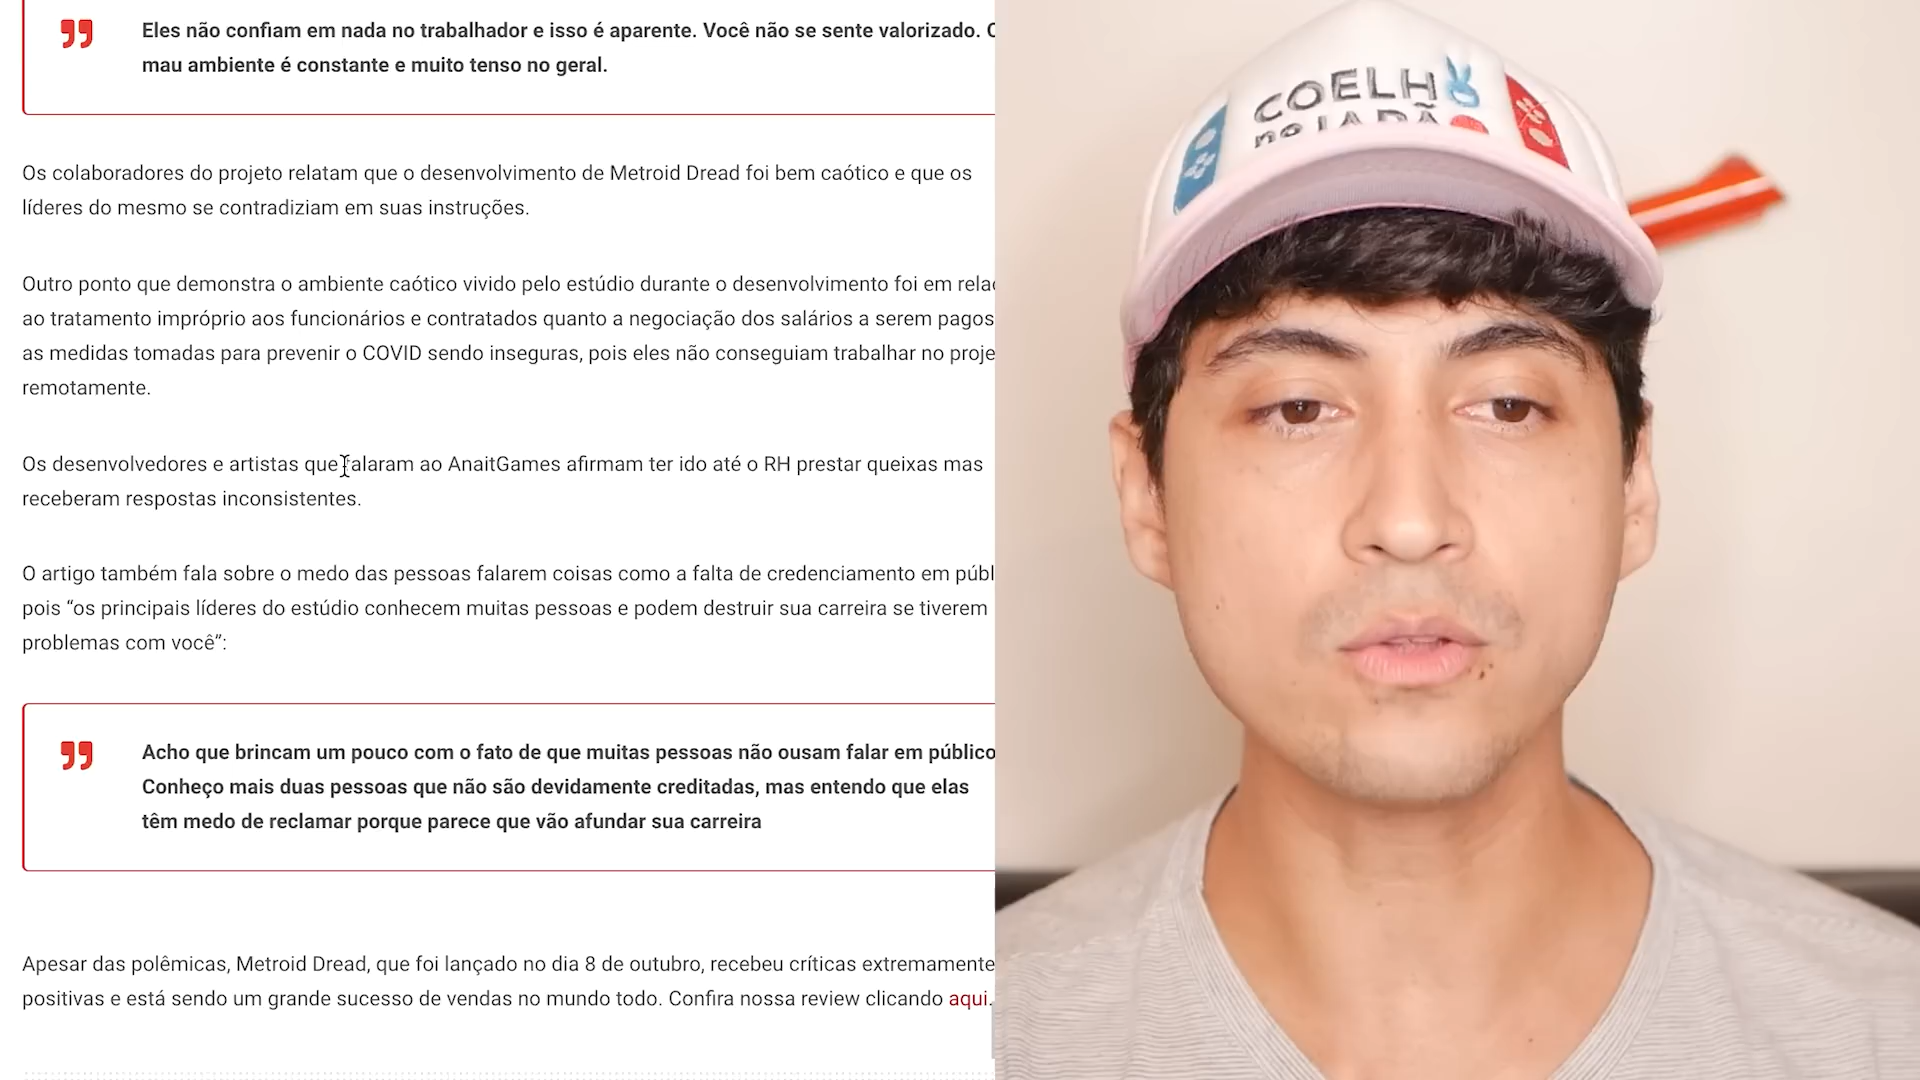 Eles não confiam em nada no trabalhador e isso é aparente. Você não se sente valorizado.
mau ambiente é constante e muito tenso no geral.
Os colaboradores do projeto relatam que o desenvolvimento de Metroid Dread foi bem caótico e que os
líderes do mesmo se contradiziam em suas instruções.
Outro ponto que demonstra o ambiente caótico vivido pelo estúdio durante o desenvolvimento foi em
ao tratamento impróprio aos funcionários e contratados quanto a negociação dos salários a serem pagos
as medidas tomadas para prevenir o COVID sendo inseguras, pois eles não conseguiam trabalhar no
remotamente.
Os desenvolvedores e artistas que falaram ao AnaitGames afirmam ter ido até o RH prestar queixas mas
receberam respostas inconsistentes.
O artigo também fala sobre o medo das pessoas falarem coisas como a falta de credenciamento em
pois “os principais líderes do estúdio conhecem muitas pessoas e podem destruir sua carreira se tiverem
problemas com você”:
Acho que brincam um pouco com o fato de que muitas pessoas não ousam falar em público
Conheço mais duas pessoas que não são devidamente creditadas, mas entendo que elas
têm medo de reclamar porque parece que vão afundar sua carreira
Apesar das polêmicas, Metroid Dread, que foi lançado no dia 8 de outubro, recebeu críticas extremamente
positivas e está sendo um grande sucesso de vendas no mundo todo. Confira nossa review clicando aqui.
COELH
no JAPÃ